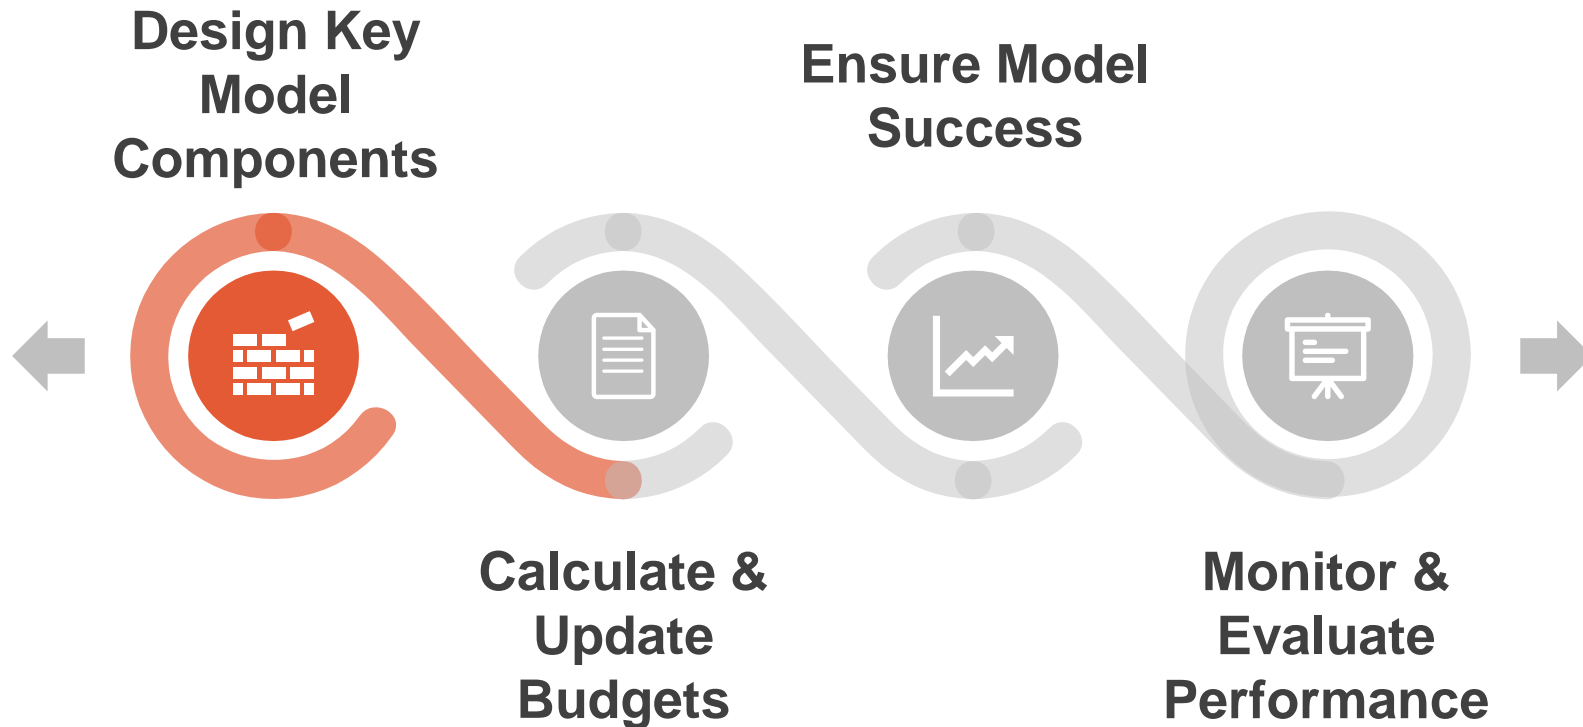 Design Key
Model
Components
Ensure Model
Success
Calculate &
Update
Budgets
Monitor &
Evaluate
Performance